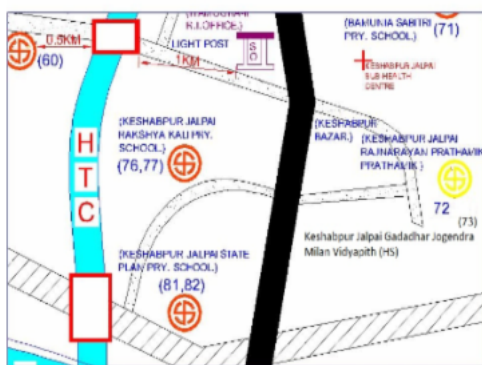 R.I.OFFICE.)
0.5KM
LIGHT POST
1KM
(60)
S
O
(BAMUNIA SABITRI
PRY. SCHOOL.)
(71)
KESHABPUR JALPAI
SUB HEALTH
CENTRE
(KESHABPUR JALPAI
RAKSHYA KALI PRY.
SCHOOL.)
(76,77)
(KESHABPUR
BAZAR.)
(KESHABPUR JALPAI
RAJNARAYAN PRATHAMIK
PRATHAMIK)
72
(73)
H
T
C
Keshabpur Jalpai Gadadhar Jogendra
Milan Vidyapith (HS)
(KESHABPUR JALPAI STATE
PLAN PRY. SCHOOL.)
(81,82)